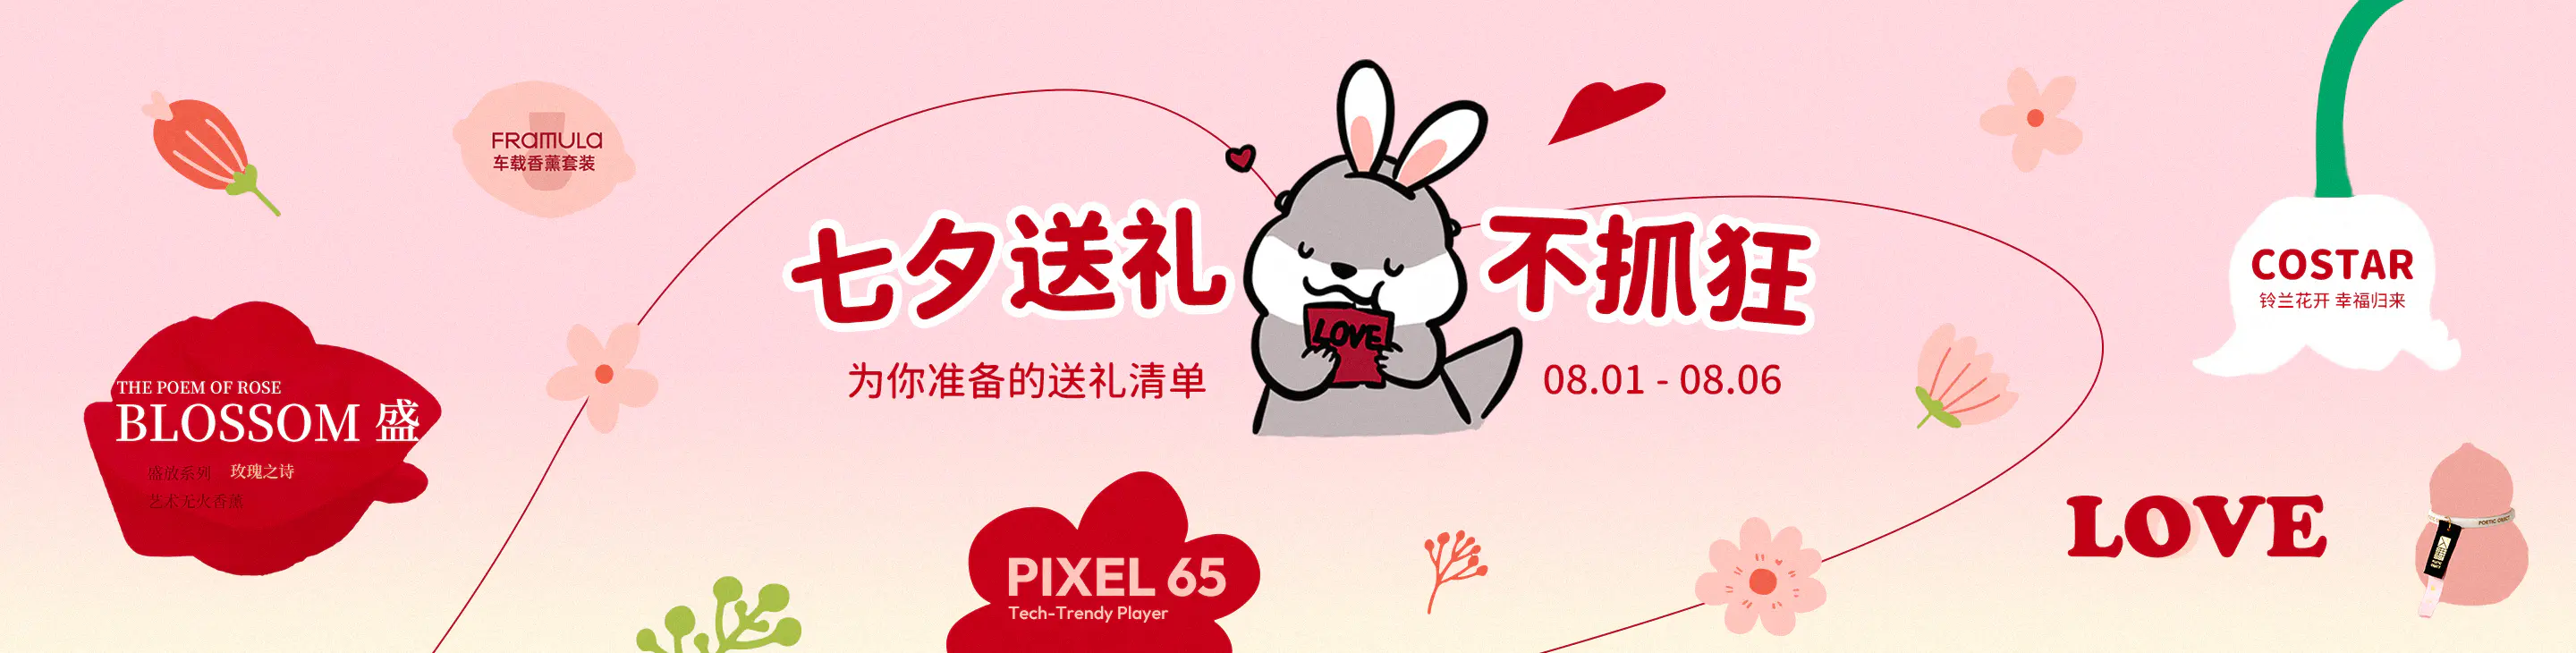 FRAMULA
车载香薰套装
七夕送礼 不抓狂
为你准备的送礼清单 08.01 - 08.06
LOVE
COSTAR
铃兰花开 幸福归来
THE POEM OF ROSE
BLOSSOM 盛
盛放系列 玫瑰之诗
艺术无火香薰
PIXEL 65
Tech-Trendy Player
LOVE
POETIC OBJECT